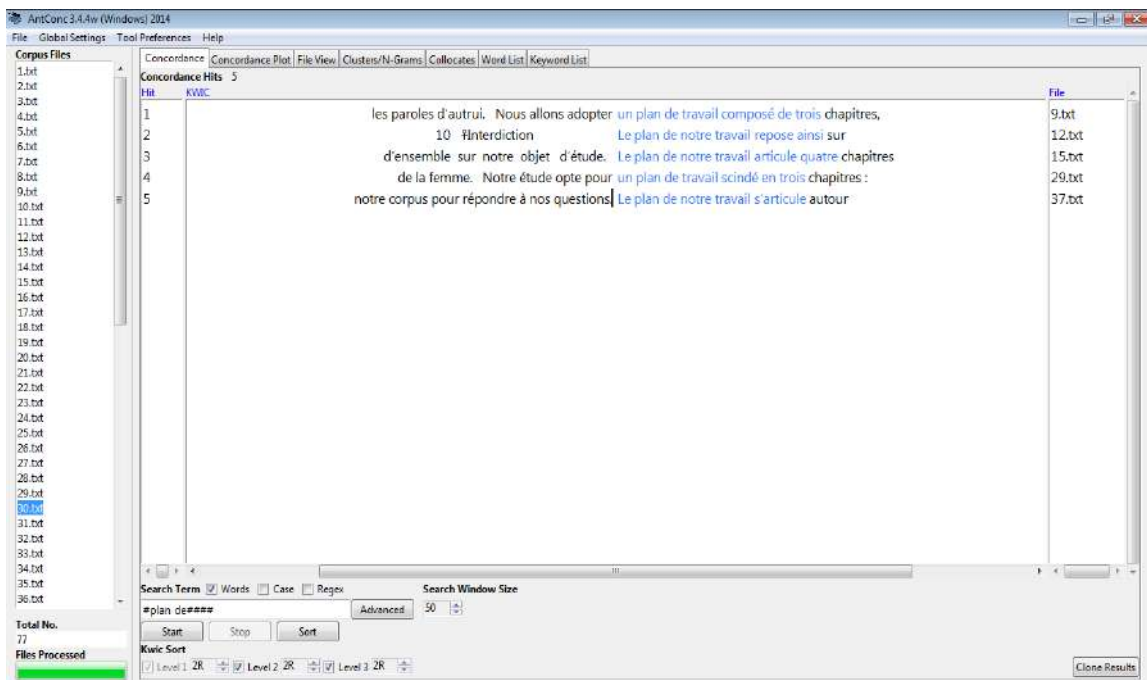 AntConc 3.4.4w (Windows) 2014
File Global Settings Tool Preferences Help
Corpus Files
1.txt
2.txt
3.txt
4.txt
5.txt
6.txt
7.txt
8.txt
9.txt
10.txt
11.txt
12.txt
13.txt
14.txt
15.txt
16.txt
17.txt
18.txt
19.txt
20.txt
21.txt
22.txt
23.txt
24.txt
25.txt
26.txt
27.txt
28.txt
29.txt
30.txt
31.txt
32.txt
33.txt
34.txt
35.txt
36.txt
Total No.
77
Files Processed
Concordance Concordance Plot File View Clusters/N-Grams Collocates Word List Keyword List
Concordance Hits 5
Hit KWIC File
1 les paroles d'autrui. Nous allons adopter un plan de travail composé de trois chapitres, 9.txt
2 10 Interdiction Le plan de notre travail repose ainsi sur 12.txt
3 d'ensemble sur notre objet d'étude. Le plan de notre travail articule quatre chapitres 15.txt
4 de la femme. Notre étude opte pour un plan de travail scindé en trois chapitres : 29.txt
5 notre corpus pour répondre à nos questions. Le plan de notre travail s'articule autour 37.txt
Search Term Words Case Regex Search Window Size
#plan de#### Advanced 50
Start Stop Sort
Kwic Sort
Level 1 2R Level 2 2R Level 3 2R Clone Results